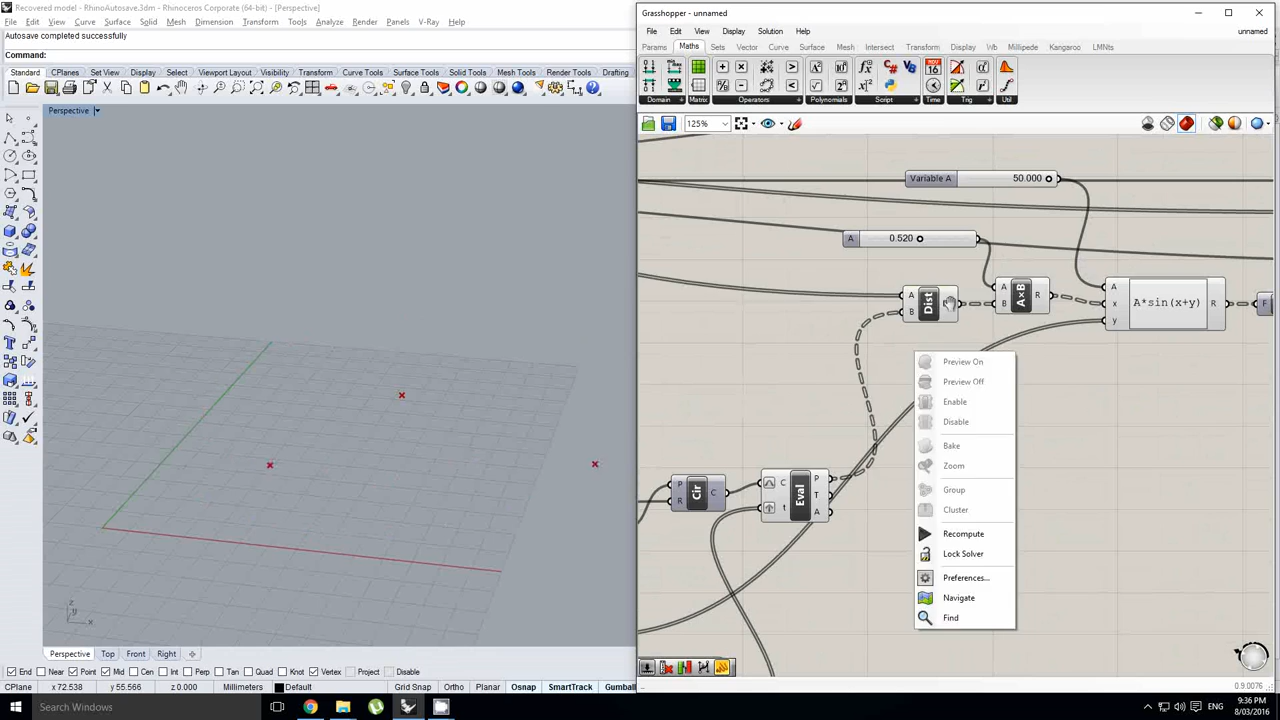 Recovered model - RhinoAutosave.3dm - Rhinoceros Corporate (64-bit) - [Perspective]
File Edit View Curve Surface Solid Mesh Dimension Transform Tools Analyze Render Panels V-Ray Help
Autosave completed successfully
Command:
Standard CPlanes Set View Display Select Viewport Layout Visibility Transform Curve Tools Surface Tools Solid Tools Mesh Tools Render Tools Drafting
Perspective
z
y
x
Perspective Top Front Right
End Near Point Mid Cen Int Perp Tan Quad Knot Vertex Project Disable
CPlane x 72.538 y 55.566 z 0.000 Millimeters Default Grid Snap Ortho Planar Osnap SmartTrack Gumball
Grasshopper - unnamed
File Edit View Display Solution Help unnamed
Params Maths Sets Vector Curve Surface Mesh Intersect Transform Display Wb Millipede Kangaroo LMNts
Domain Matrix Operators Polynomials Script Time Trig Util
125%
Variable A 50.000
A 0.520
A B Dist
A B A×B R
A x y A*sin(x+y) R
F
P R Cir C
C t Eval P T A
Preview On
Preview Off
Enable
Disable
Bake
Zoom
Group
Cluster
Recompute
Lock Solver
Preferences...
Navigate
Find
0.9.0076
Search Windows
ENG
9:36 PM
8/03/2016